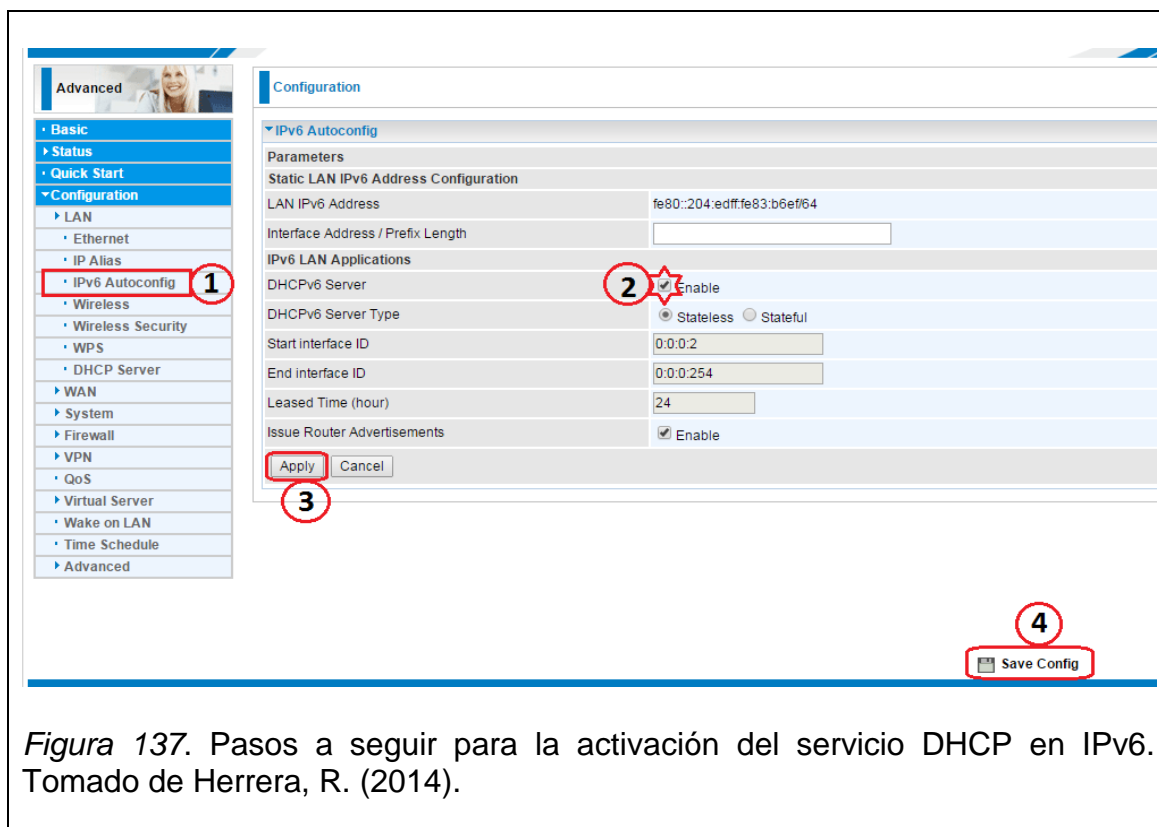 Advanced
Configuration
· Basic
Status
· Quick Start
Configuration
LAN
· Ethernet
· IP Alias
· IPv6 Autoconfig 1
· Wireless
· Wireless Security
· WPS
· DHCP Server
WAN
System
Firewall
VPN
· QoS
Virtual Server
· Wake on LAN
· Time Schedule
Advanced
IPv6 Autoconfig
Parameters
Static LAN IPv6 Address Configuration
LAN IPv6 Address fe80::204:edff:fe83:b6ef/64
Interface Address / Prefix Length
IPv6 LAN Applications
DHCPv6 Server 2 Enable
DHCPv6 Server Type Stateless Stateful
Start interface ID 0:0:0:2
End interface ID 0:0:0:254
Leased Time (hour) 24
Issue Router Advertisements Enable
Apply Cancel
3
4
Save Config
Figura 137. Pasos a seguir para la activación del servicio DHCP en IPv6.
Tomado de Herrera, R. (2014).